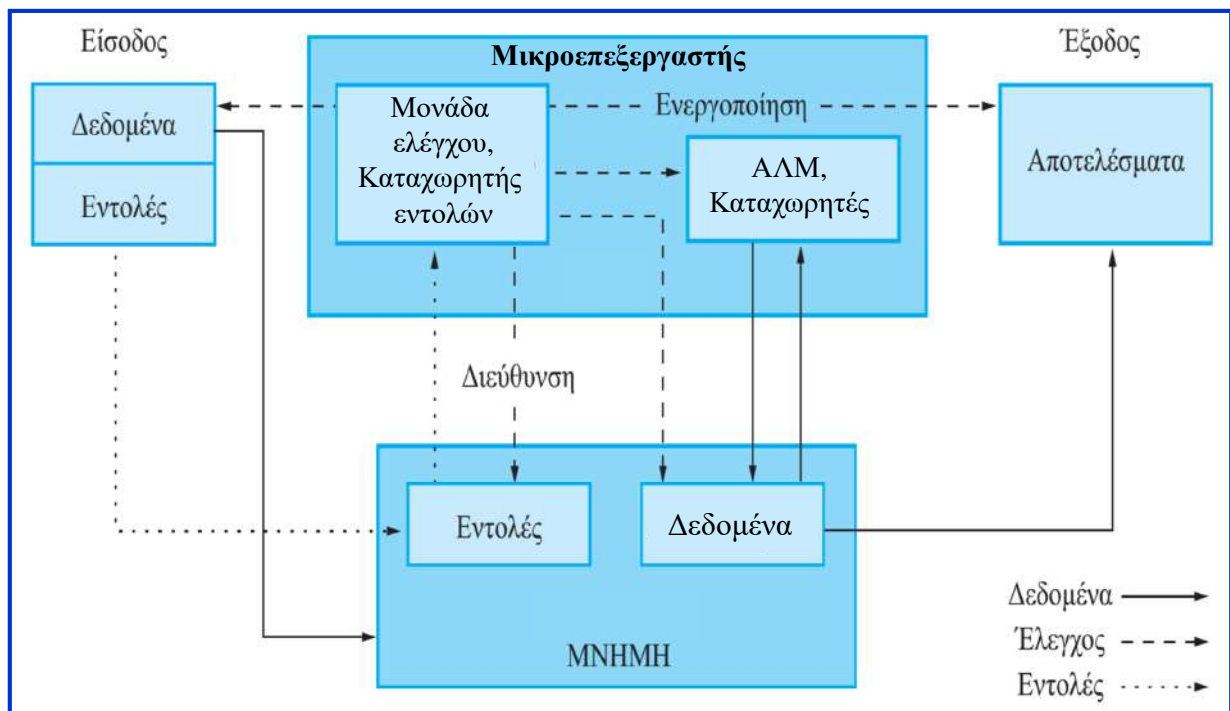 Είσοδος
Μικροεπεξεργαστής
Έξοδος
Δεδομένα
Εντολές
Μονάδα
ελέγχου,
Καταχωρητής
εντολών
Ενεργοποίηση
ΑΛΜ,
Καταχωρητές
Αποτελέσματα
Διεύθυνση
Εντολές
Δεδομένα
ΜΝΗΜΗ
Δεδομένα
Έλεγχος
Εντολές